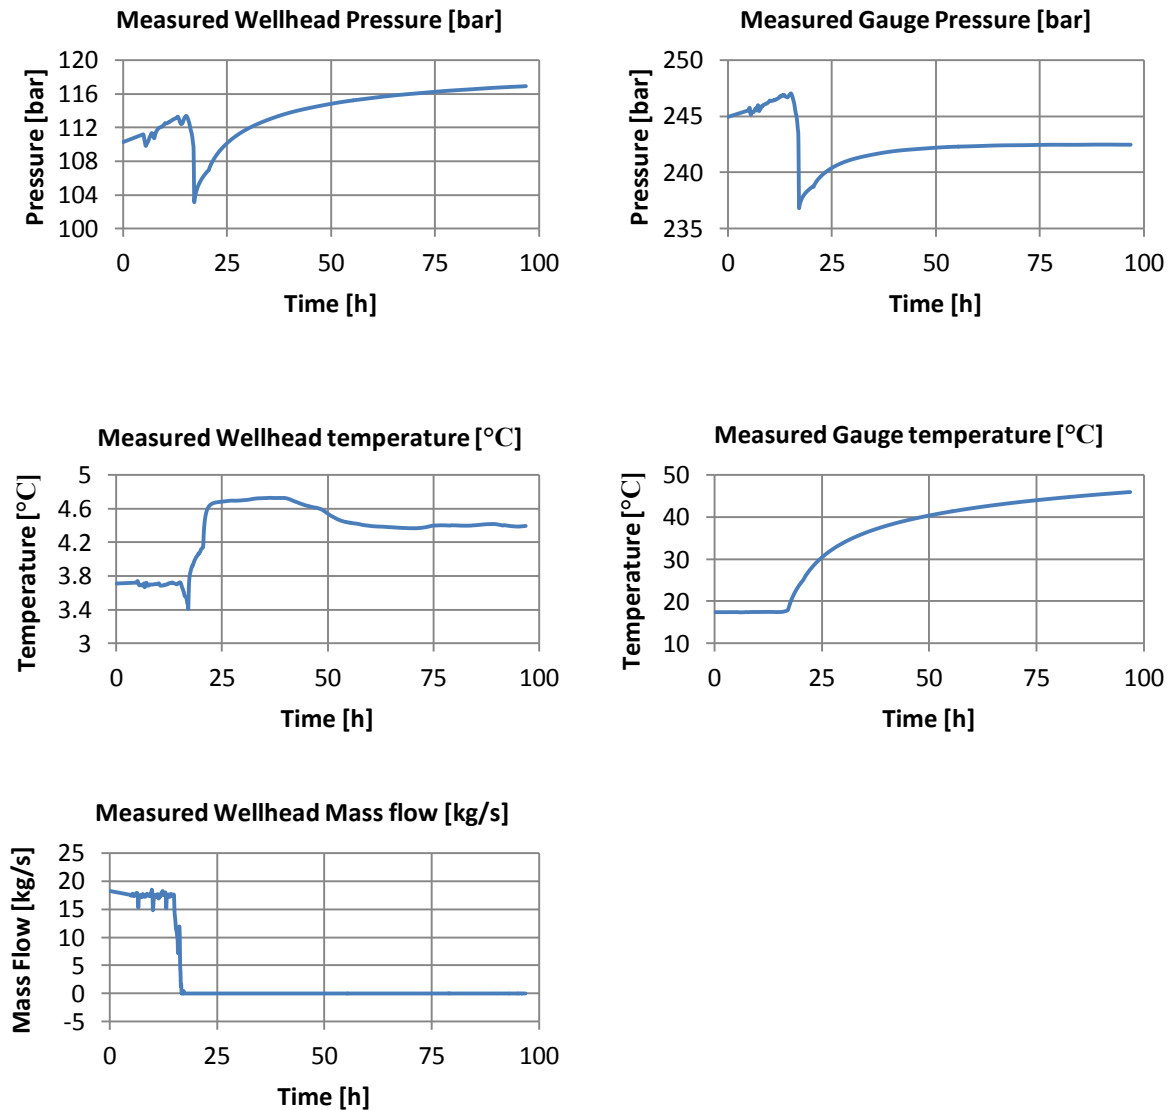 Measured Wellhead Pressure [bar]
Pressure [bar]
120
116
112
108
104
100
0 25 50 75 100
Time [h]
Measured Gauge Pressure [bar]
Pressure [bar]
250
245
240
235
0 25 50 75 100
Time [h]
Measured Wellhead temperature [°C]
Temperature [°C]
5
4.6
4.2
3.8
3.4
3
0 25 50 75 100
Time [h]
Measured Gauge temperature [°C]
Temperature [°C]
50
40
30
20
10
0 25 50 75 100
Time [h]
Measured Wellhead Mass flow [kg/s]
Mass Flow [kg/s]
25
20
15
10
5
0
-5
0 25 50 75 100
Time [h]